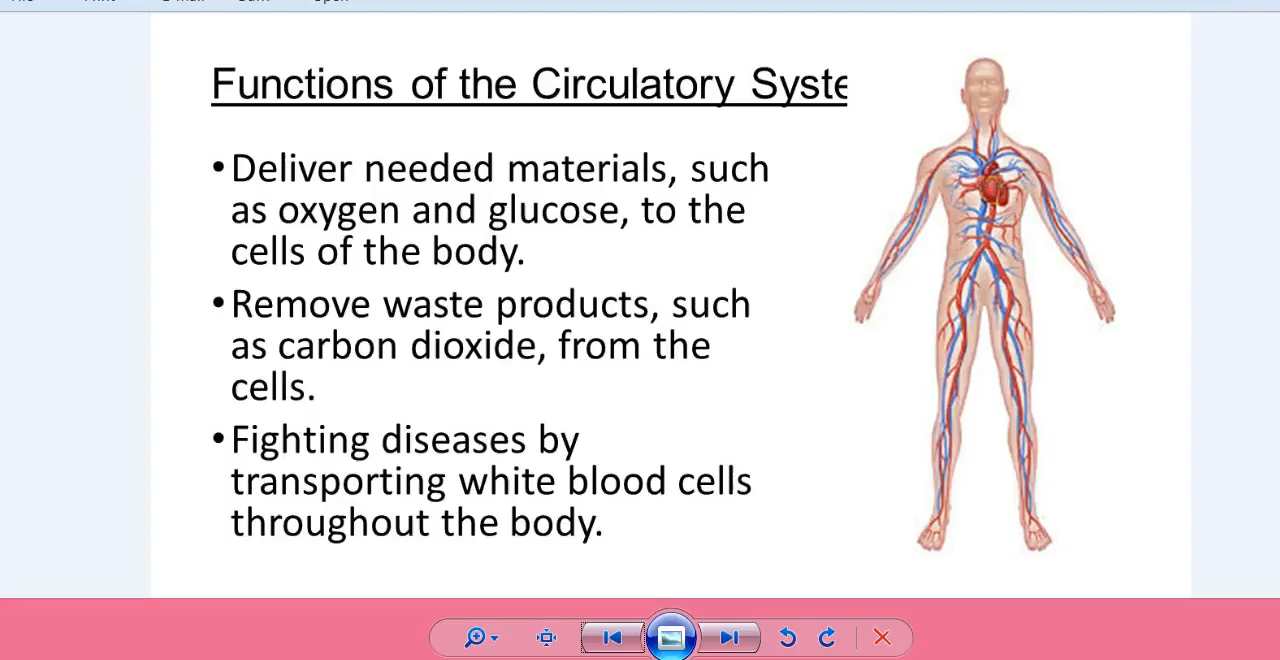 Functions of the Circulatory Syste
•Deliver needed materials, such
as oxygen and glucose, to the
cells of the body.
•Remove waste products, such
as carbon dioxide, from the
cells.
•Fighting diseases by
transporting white blood cells
throughout the body.